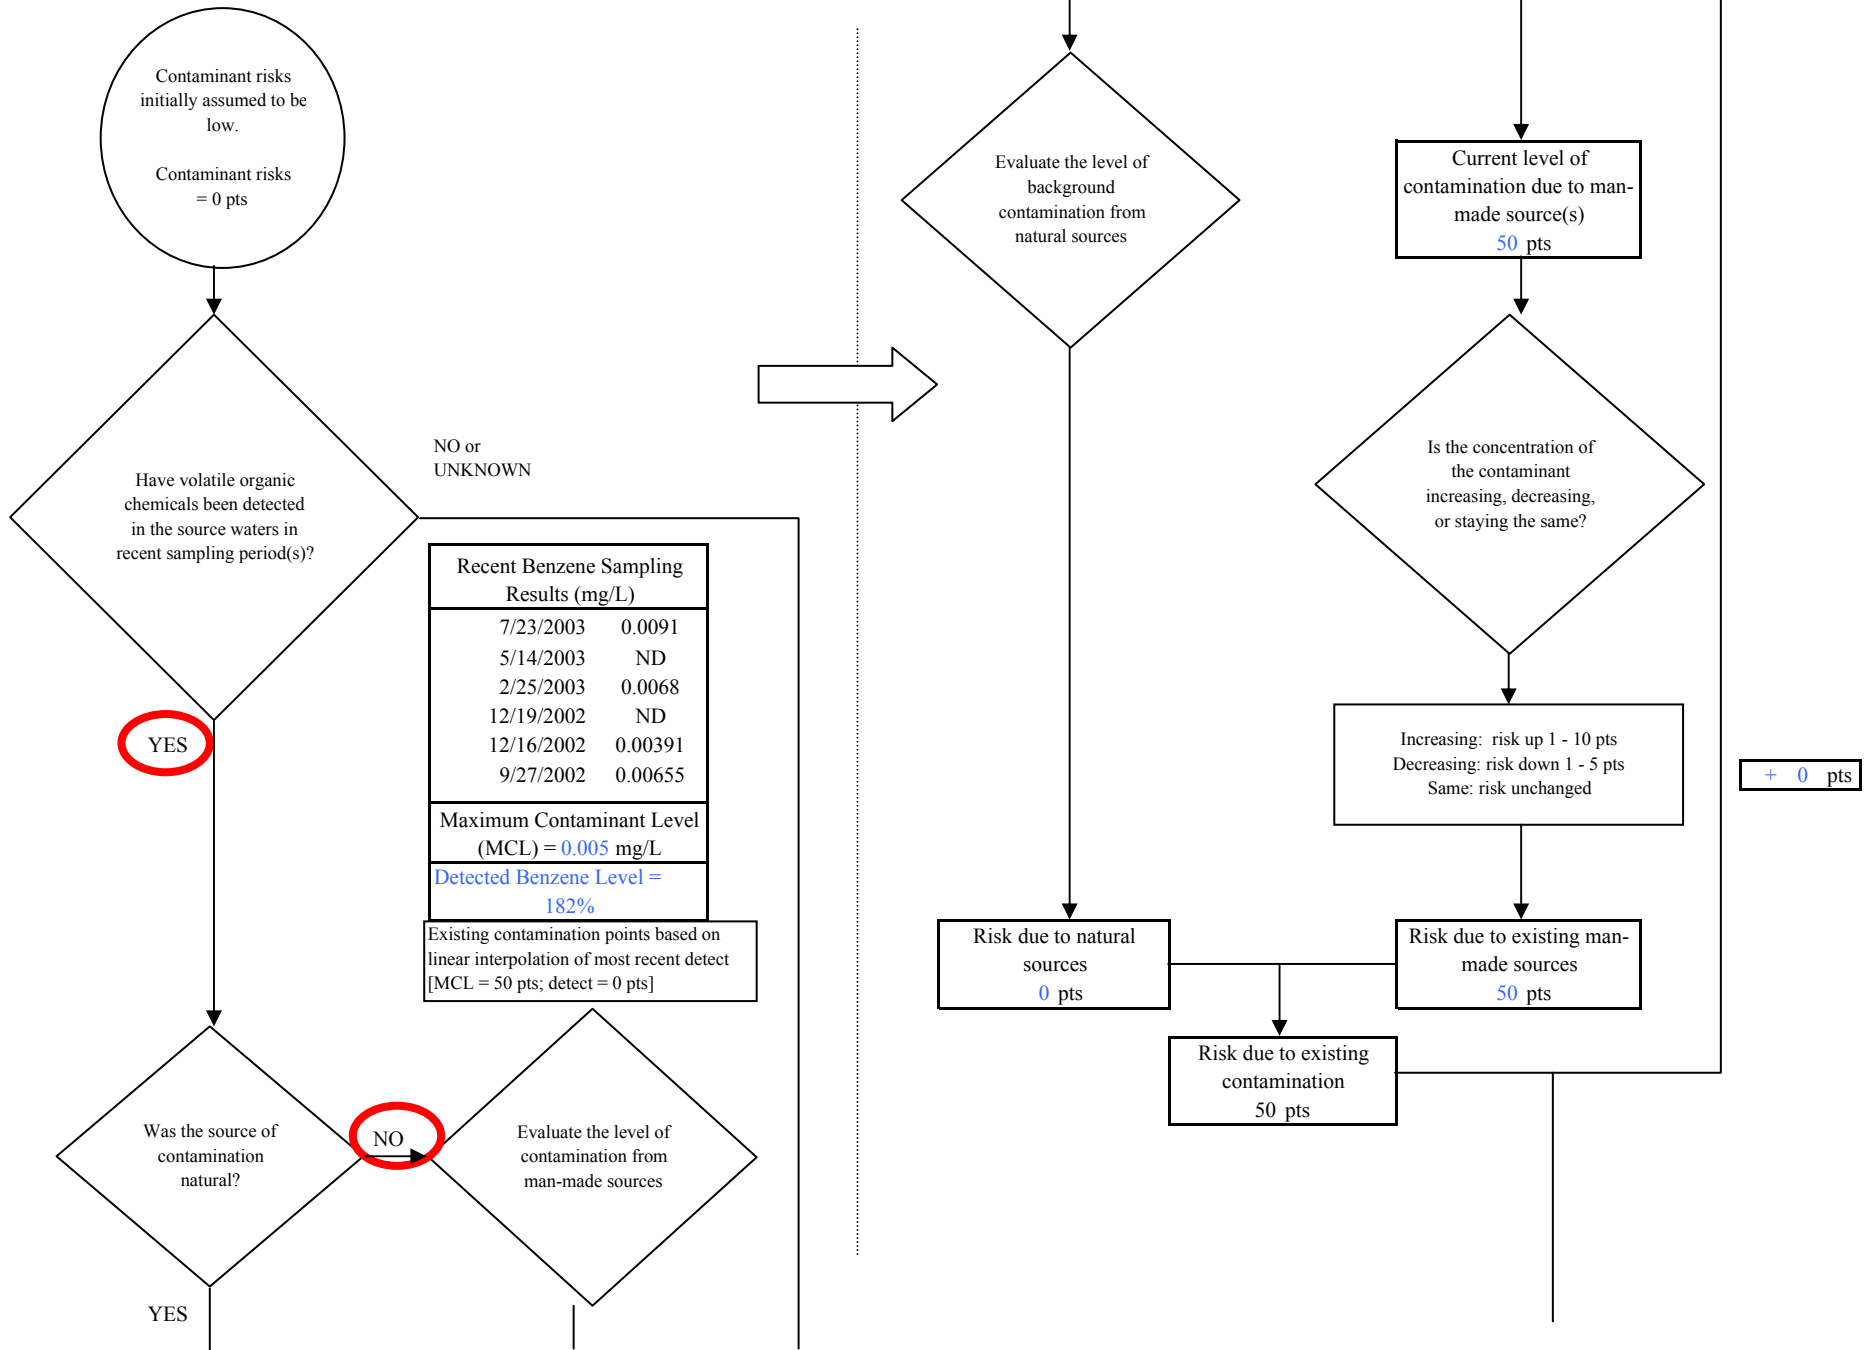 Contaminant risks
initially assumed to be
low.
Contaminant risks
= 0 pts
Have volatile organic
chemicals been detected
in the source waters in
recent sampling period(s)?
NO or
UNKNOWN
YES
Recent Benzene Sampling
Results (mg/L)
7/23/2003 0.0091
5/14/2003 ND
2/25/2003 0.0068
12/19/2002 ND
12/16/2002 0.00391
9/27/2002 0.00655
Maximum Contaminant Level
(MCL) = 0.005 mg/L
Detected Benzene Level =
182%
Existing contamination points based on
linear interpolation of most recent detect
[MCL = 50 pts; detect = 0 pts]
Was the source of
contamination
natural?
NO
Evaluate the level of
contamination from
man-made sources
YES
Evaluate the level of
background
contamination from
natural sources
Current level of
contamination due to man-
made source(s)
50 pts
Is the concentration of
the contaminant
increasing, decreasing,
or staying the same?
Increasing: risk up 1 - 10 pts
Decreasing: risk down 1 - 5 pts
Same: risk unchanged
+ 0 pts
Risk due to natural
sources
0 pts
Risk due to existing man-
made sources
50 pts
Risk due to existing
contamination
50 pts